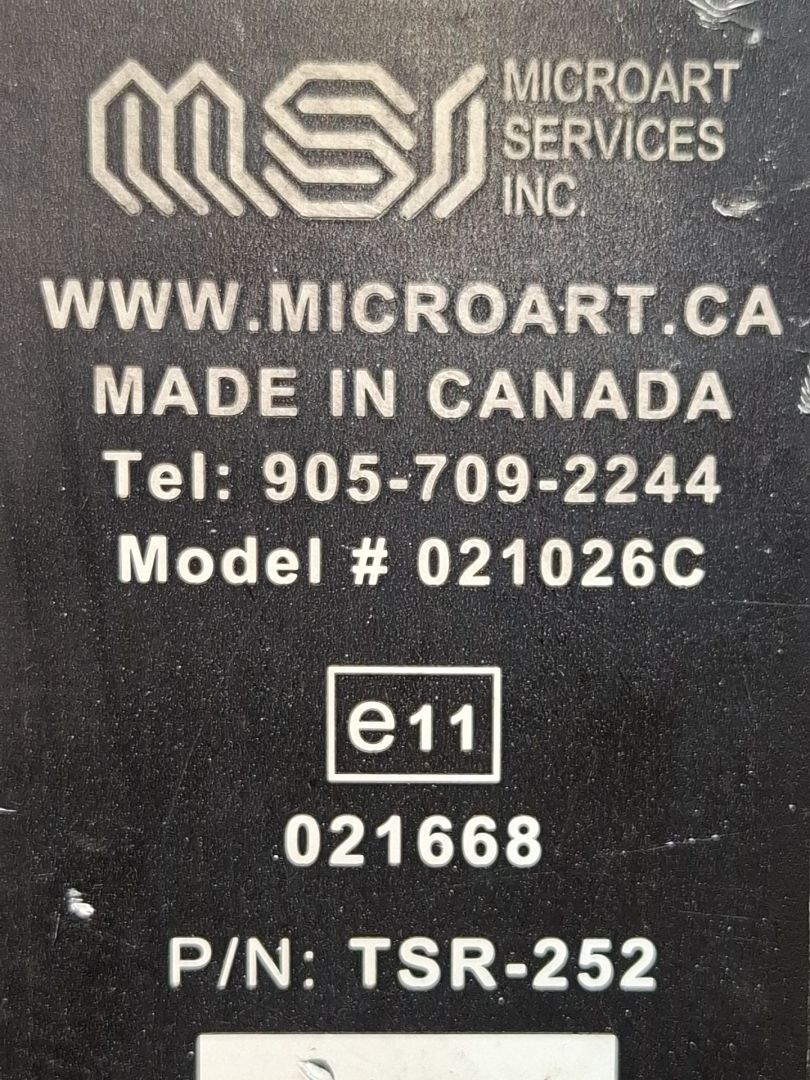 msi
MICROART
SERVICES
INC.
WWW.MICROART.CA
MADE IN CANADA
Tel: 905-709-2244
Model # 021026C
e11
021668
P/N: TSR-252